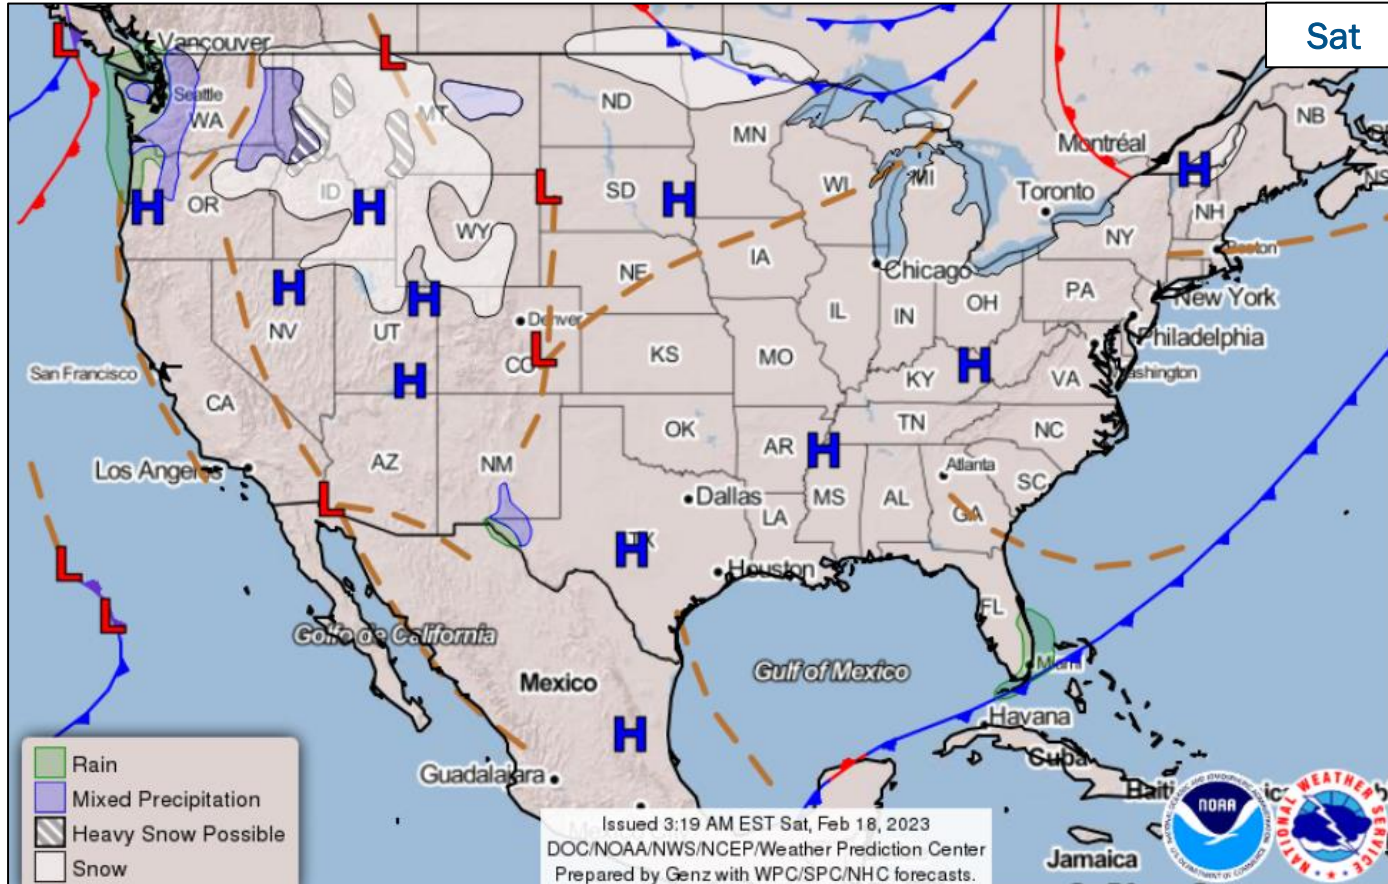 Sat
Vancouver
Seattle
WA
MT
ND
MN
Montréal
NB
NS
OR
ID
WY
SD
WI
MI
Toronto
NY
NH
Boston
NV
UT
Denver
CO
NE
IA
Chicago
IL
IN
OH
PA
New York
Philadelphia
San Francisco
CA
KS
MO
KY
VA
Washington
Los Angeles
AZ
NM
OK
AR
TN
NC
Atlanta
SC
Dallas
LA
MS
AL
GA
TX
Houston
FL
Golfo de California
Mexico
Gulf of Mexico
Miami
Havana
Cuba
Guadalajara
Jamaica
H
H
H
H
H
H
H
H
H
H
H
H
L
L
L
L
L
L
L
Rain
Mixed Precipitation
Heavy Snow Possible
Snow
Issued 3:19 AM EST Sat, Feb 18, 2023
DOC/NOAA/NWS/NCEP/Weather Prediction Center
Prepared by Genz with WPC/SPC/NHC forecasts.
NOAA
NATIONAL WEATHER SERVICE